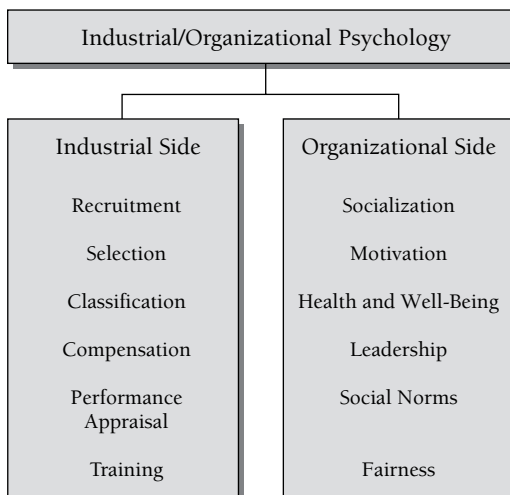 Industrial/Organizational Psychology
Industrial Side
Recruitment
Selection
Classification
Compensation
Performance
Appraisal
Training
Organizational Side
Socialization
Motivation
Health and Well-Being
Leadership
Social Norms
Fairness